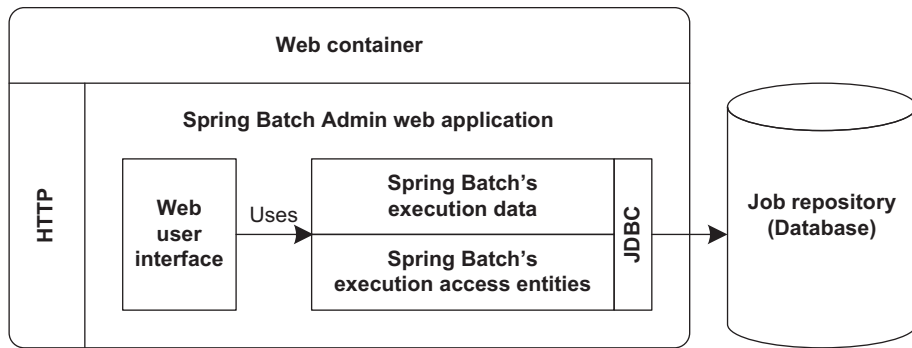 Web container
HTTP
Spring Batch Admin web application
Web
user
interface
Uses
Spring Batch’s
execution data
Spring Batch’s
execution access entities
JDBC
Job repository
(Database)